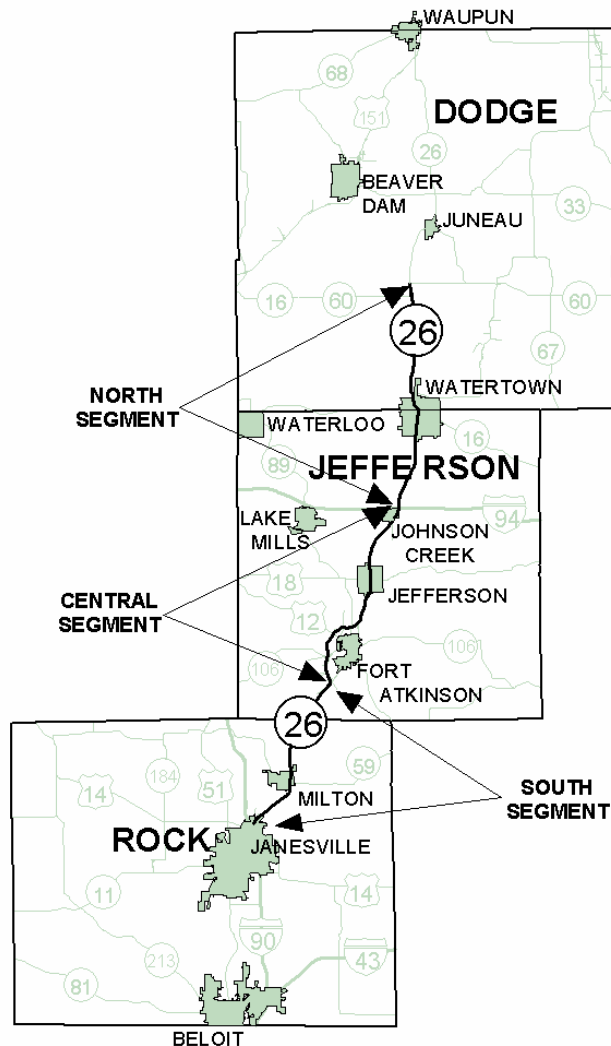 WAUPUN
68
DODGE
151
26
BEAVER
DAM
33
JUNEAU
16
60
60
26
67
NORTH
SEGMENT
WATERTOWN
WATERLOO
16
89
JEFFERSON
LAKE
MILLS
94
JOHNSON
CREEK
18
JEFFERSON
CENTRAL
SEGMENT
12
106
106
FORT
ATKINSON
26
59
184
51
14
MILTON
SOUTH
SEGMENT
ROCK
JANESVILLE
11
14
90
213
43
81
BELOIT